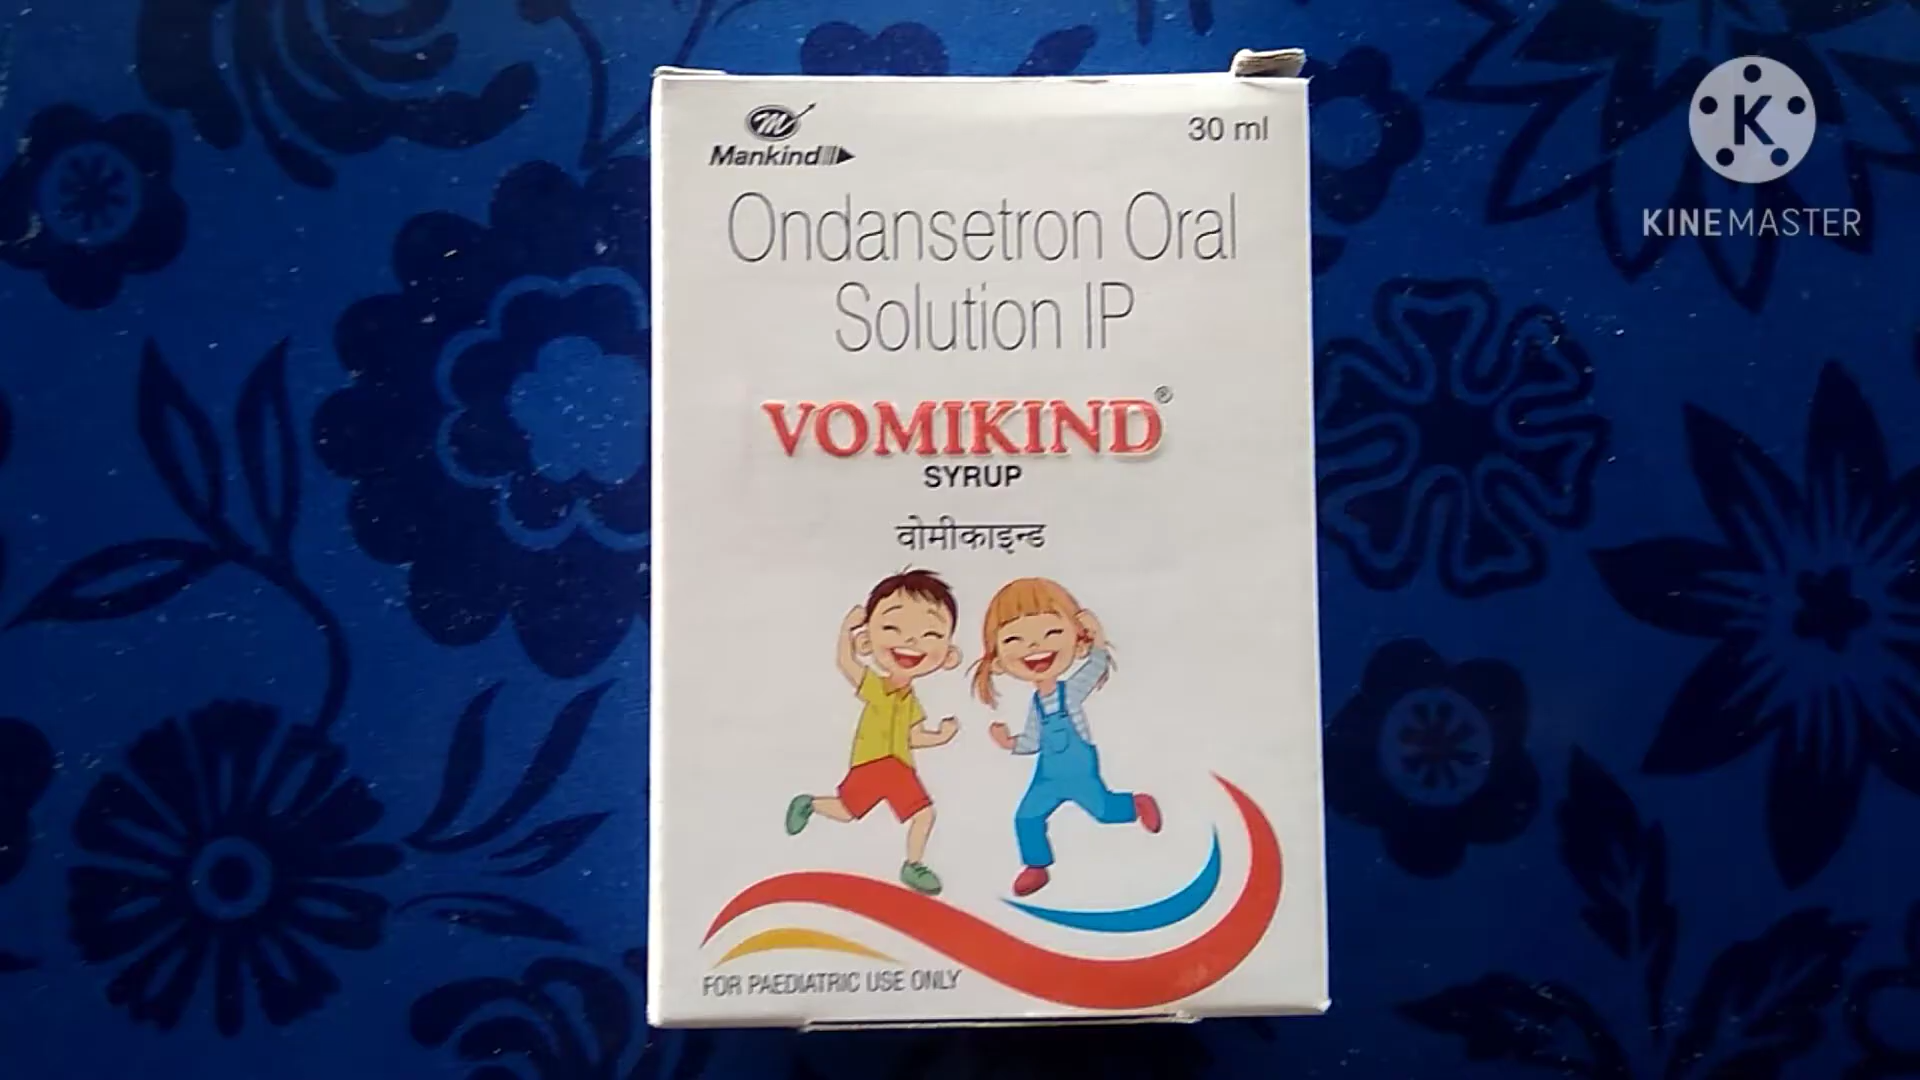 Mankind
30 ml
Ondansetron Oral
Solution IP
VOMIKIND®
SYRUP
वोमीकाइन्ड
FOR PAEDIATRIC USE ONLY
K
KINEMASTER